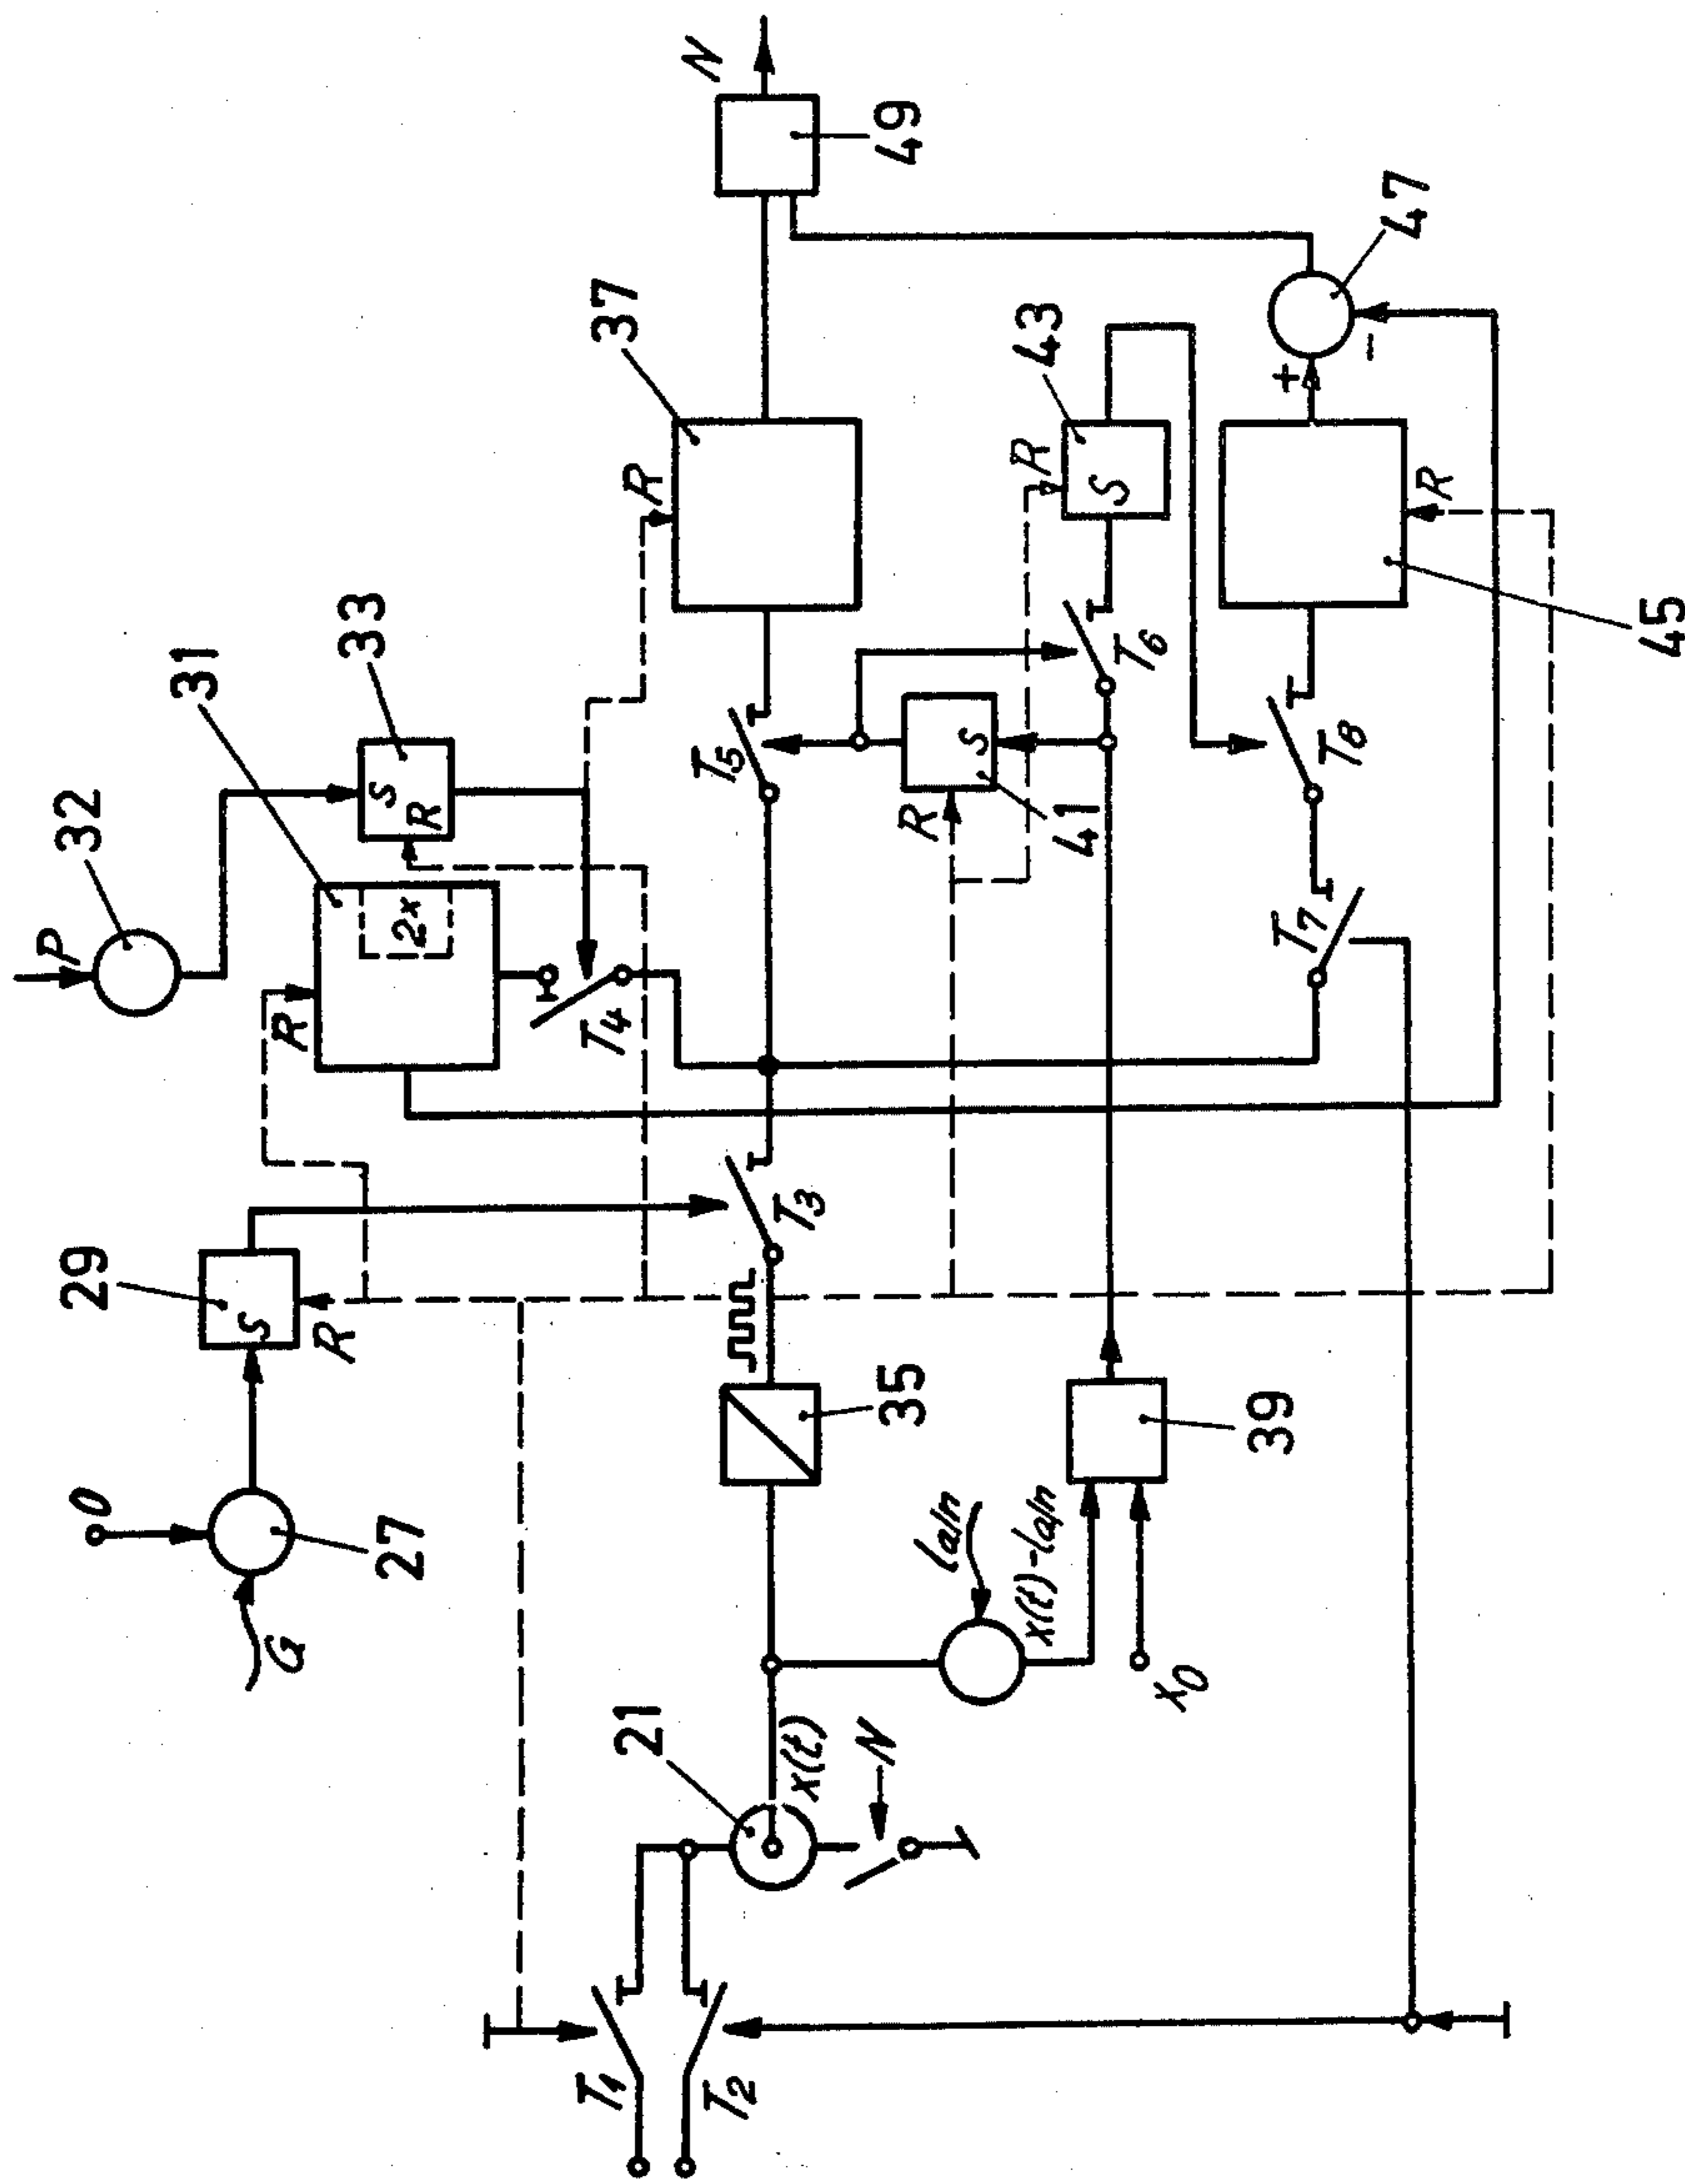 P
32
31
33
R
2x
S
R
T4
O
G
27
29
S
R
T3
35
37
R
T5
N
49
R
S
41
T6
R
43
S
T1
T2
21
x(t)
N
la/n
x(t)-la/n
x0
39
T7
T8
45
R
+
-
47